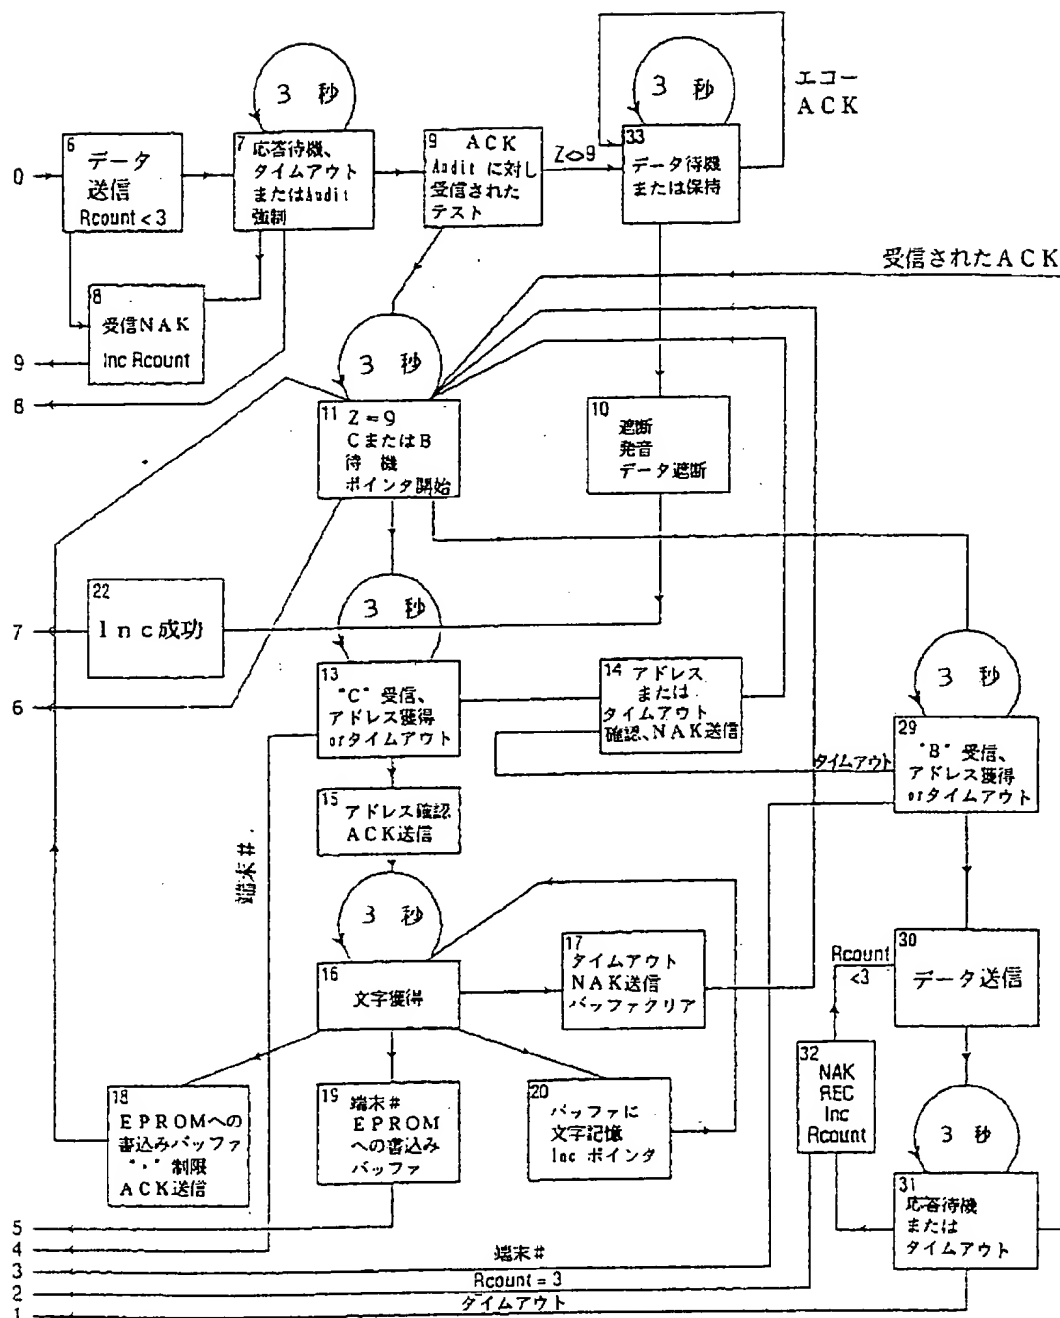 3 秒
3 秒
エコー
ACK
6
データ
送信
Rcount < 3
7
応答待機、
タイムアウト
またはAudit
強制
9 ACK
Audit に対し
受信された
テスト
Z<>9
33
データ待機
または保持
0
受信されたACK
8
受信NAK
Inc Rcount
9
8
3 秒
11 Z=9
CまたはB
待 機
ポインタ開始
10
遮断
発音
データ遮断
22
Inc成功
7
3 秒
6
13
"C" 受信、
アドレス獲得
orタイムアウト
14 アドレス
または
タイムアウト
確認、NAK送信
3 秒
29
"B" 受信、
アドレス獲得
orタイムアウト
タイムアウト
15
アドレス確認
ACK送信
端末#
3 秒
16
文字獲得
17
タイムアウト
NAK送信
バッファクリア
Rcount
<3
30
データ送信
18
EPROMへの
書込みバッファ
制限
ACK送信
19
端末#
EPROM
への書込み
バッファ
20
バッファに
文字記憶
Inc ポインタ
32
NAK
REC
Inc
Rcount
3 秒
31
応答待機
または
タイムアウト
5
4
3
端末#
2
Rcount = 3
1
タイムアウト